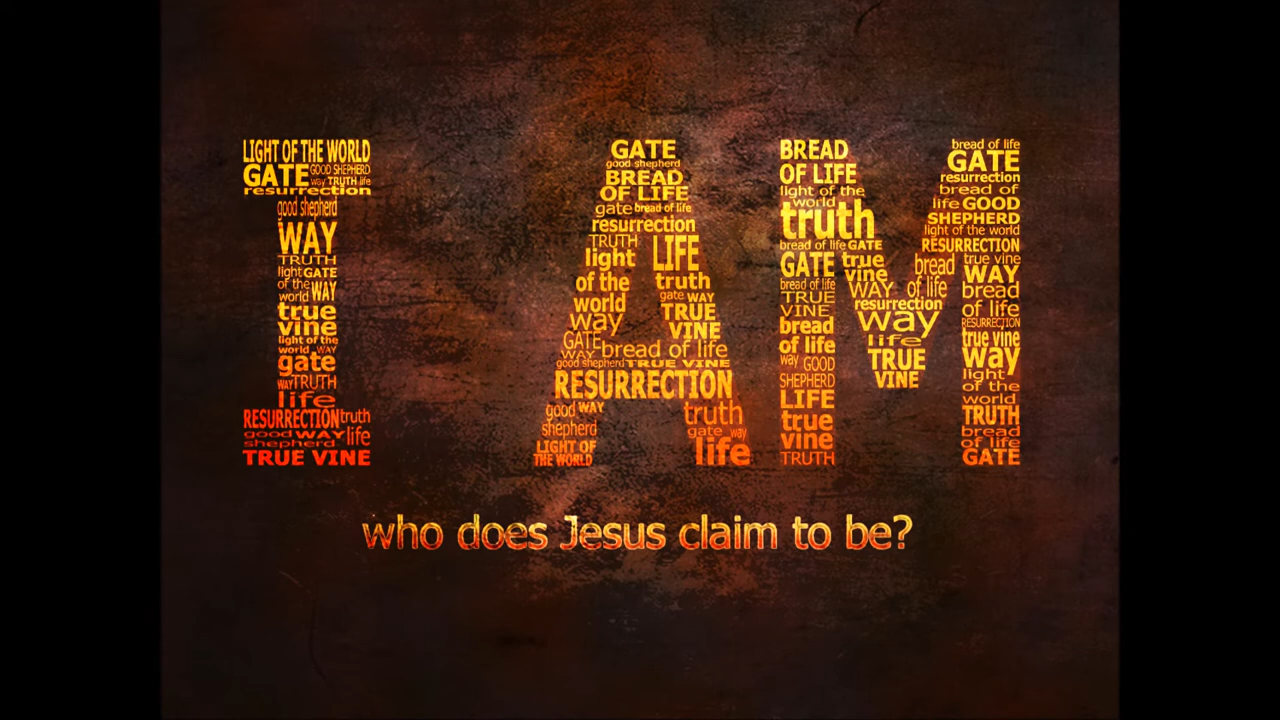 I AM
LIGHT OF THE WORLD
GATE GOOD SHEPHERD
way TRUTH life
resurrection
good shepherd
WAY
TRUTH
light GATE
of the WAY
world
true
vine
light of the
world WAY
gate
WAY TRUTH
life
RESURRECTION truth
good WAY life
shepherd
TRUE VINE
GATE
good shepherd
BREAD
OF LIFE
gate bread of life
resurrection
TRUTH LIFE
light
of the truth
world gate WAY
way TRUE
VINE
GATE bread of life
WAY
good shepherd TRUE VINE
RESURRECTION
good WAY truth
shepherd gate way
LIGHT OF life
THE WORLD
BREAD
OF LIFE
light of the
world
truth
bread of life GATE
GATE true
vine
bread of life WAY
TRUE
VINE
bread
of life
way GOOD
SHEPHERD
LIFE
true
vine
TRUTH
bread of life
resurrection
way
life
TRUE
VINE
bread of life
GATE
resurrection
bread of
life GOOD
SHEPHERD
light of the world
RESURRECTION
true vine
WAY
bread
of life
RESURRECTION
true vine
way
light
of the
world
TRUTH
bread
of life
GATE
who does Jesus claim to be?